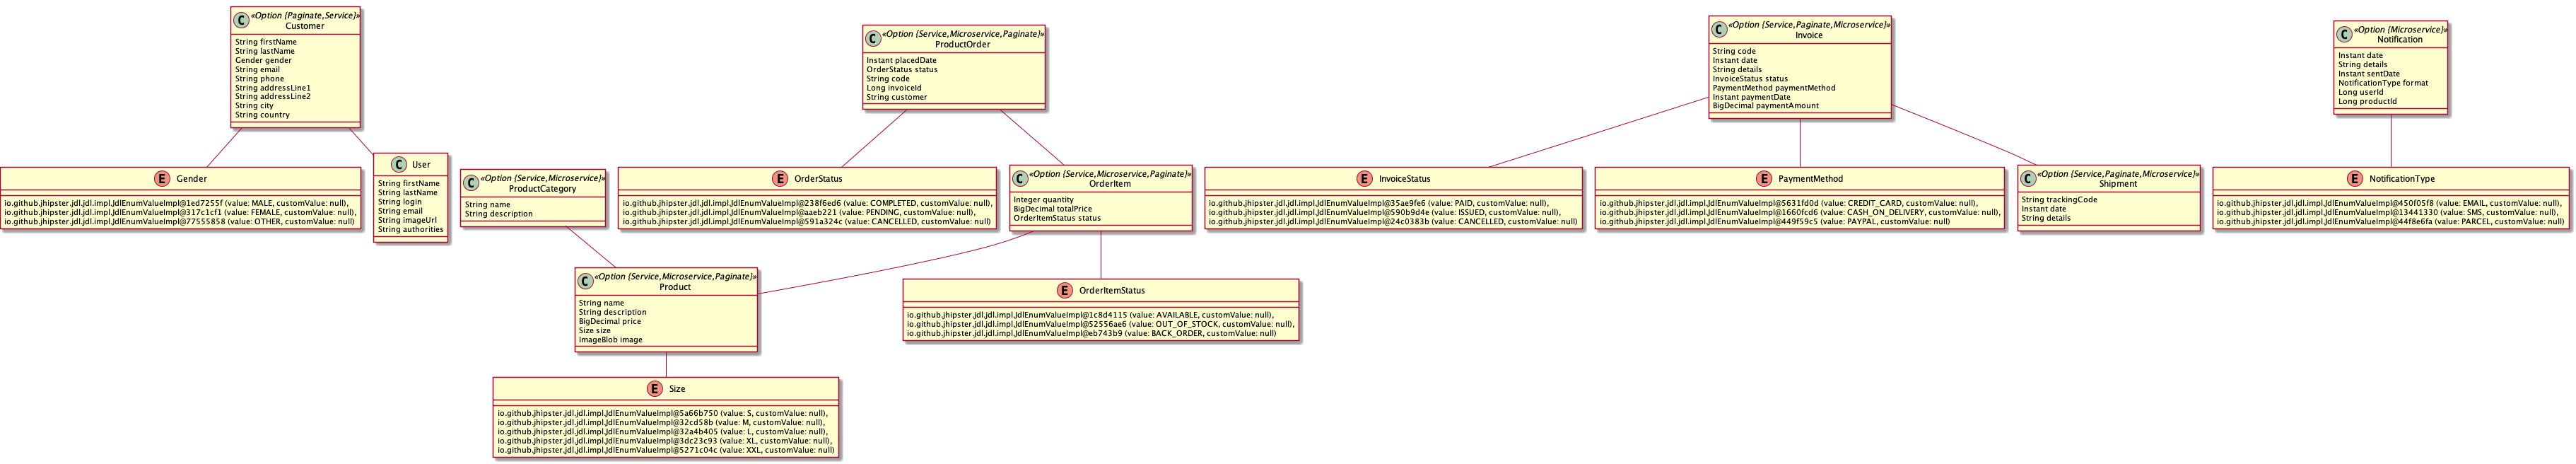 C «Option {Paginate,Service}»
Customer
String firstName
String lastName
Gender gender
String email
String phone
String addressLine1
String addressLine2
String city
String country
E Gender
io.github.jhipster.jdl.jdl.impl.JdlEnumValueImpl@1ed7255f (value: MALE, customValue: null),
io.github.jhipster.jdl.jdl.impl.JdlEnumValueImpl@317c1cf1 (value: FEMALE, customValue: null),
io.github.jhipster.jdl.jdl.impl.JdlEnumValueImpl@77555858 (value: OTHER, customValue: null)
C User
String firstName
String lastName
String login
String email
String imageUrl
String authorities
C «Option {Service,Microservice}»
ProductCategory
String name
String description
C «Option {Service,Microservice,Paginate}»
ProductOrder
Instant placedDate
OrderStatus status
String code
Long invoiceId
String customer
E OrderStatus
io.github.jhipster.jdl.jdl.impl.JdlEnumValueImpl@238f6ed6 (value: COMPLETED, customValue: null),
io.github.jhipster.jdl.jdl.impl.JdlEnumValueImpl@aaeb221 (value: PENDING, customValue: null),
io.github.jhipster.jdl.jdl.impl.JdlEnumValueImpl@591a324c (value: CANCELLED, customValue: null)
C «Option {Service,Microservice,Paginate}»
OrderItem
Integer quantity
BigDecimal totalPrice
OrderItemStatus status
C «Option {Service,Microservice,Paginate}»
Product
String name
String description
BigDecimal price
Size size
ImageBlob image
E OrderItemStatus
io.github.jhipster.jdl.jdl.impl.JdlEnumValueImpl@1c8d4115 (value: AVAILABLE, customValue: null),
io.github.jhipster.jdl.jdl.impl.JdlEnumValueImpl@52556ae6 (value: OUT_OF_STOCK, customValue: null),
io.github.jhipster.jdl.jdl.impl.JdlEnumValueImpl@eb743b9 (value: BACK_ORDER, customValue: null)
E Size
io.github.jhipster.jdl.jdl.impl.JdlEnumValueImpl@5a66b750 (value: S, customValue: null),
io.github.jhipster.jdl.jdl.impl.JdlEnumValueImpl@32cd58b (value: M, customValue: null),
io.github.jhipster.jdl.jdl.impl.JdlEnumValueImpl@32a4b405 (value: L, customValue: null),
io.github.jhipster.jdl.jdl.impl.JdlEnumValueImpl@3dc23c93 (value: XL, customValue: null),
io.github.jhipster.jdl.jdl.impl.JdlEnumValueImpl@5271c04c (value: XXL, customValue: null)
C «Option {Service,Paginate,Microservice}»
Invoice
String code
Instant date
String details
InvoiceStatus status
PaymentMethod paymentMethod
Instant paymentDate
BigDecimal paymentAmount
E InvoiceStatus
io.github.jhipster.jdl.jdl.impl.JdlEnumValueImpl@35ae9fe6 (value: PAID, customValue: null),
io.github.jhipster.jdl.jdl.impl.JdlEnumValueImpl@590b9d4e (value: ISSUED, customValue: null),
io.github.jhipster.jdl.jdl.impl.JdlEnumValueImpl@24c0383b (value: CANCELLED, customValue: null)
E PaymentMethod
io.github.jhipster.jdl.jdl.impl.JdlEnumValueImpl@5631fd0d (value: CREDIT_CARD, customValue: null),
io.github.jhipster.jdl.jdl.impl.JdlEnumValueImpl@1660fcd6 (value: CASH_ON_DELIVERY, customValue: null),
io.github.jhipster.jdl.jdl.impl.JdlEnumValueImpl@449f59c5 (value: PAYPAL, customValue: null)
C «Option {Service,Paginate,Microservice}»
Shipment
String trackingCode
Instant date
String details
C «Option {Microservice}»
Notification
Instant date
String details
Instant sentDate
NotificationType format
Long userId
Long productId
E NotificationType
io.github.jhipster.jdl.jdl.impl.JdlEnumValueImpl@450f05f8 (value: EMAIL, customValue: null),
io.github.jhipster.jdl.jdl.impl.JdlEnumValueImpl@13441330 (value: SMS, customValue: null),
io.github.jhipster.jdl.jdl.impl.JdlEnumValueImpl@44f8e6fa (value: PARCEL, customValue: null)